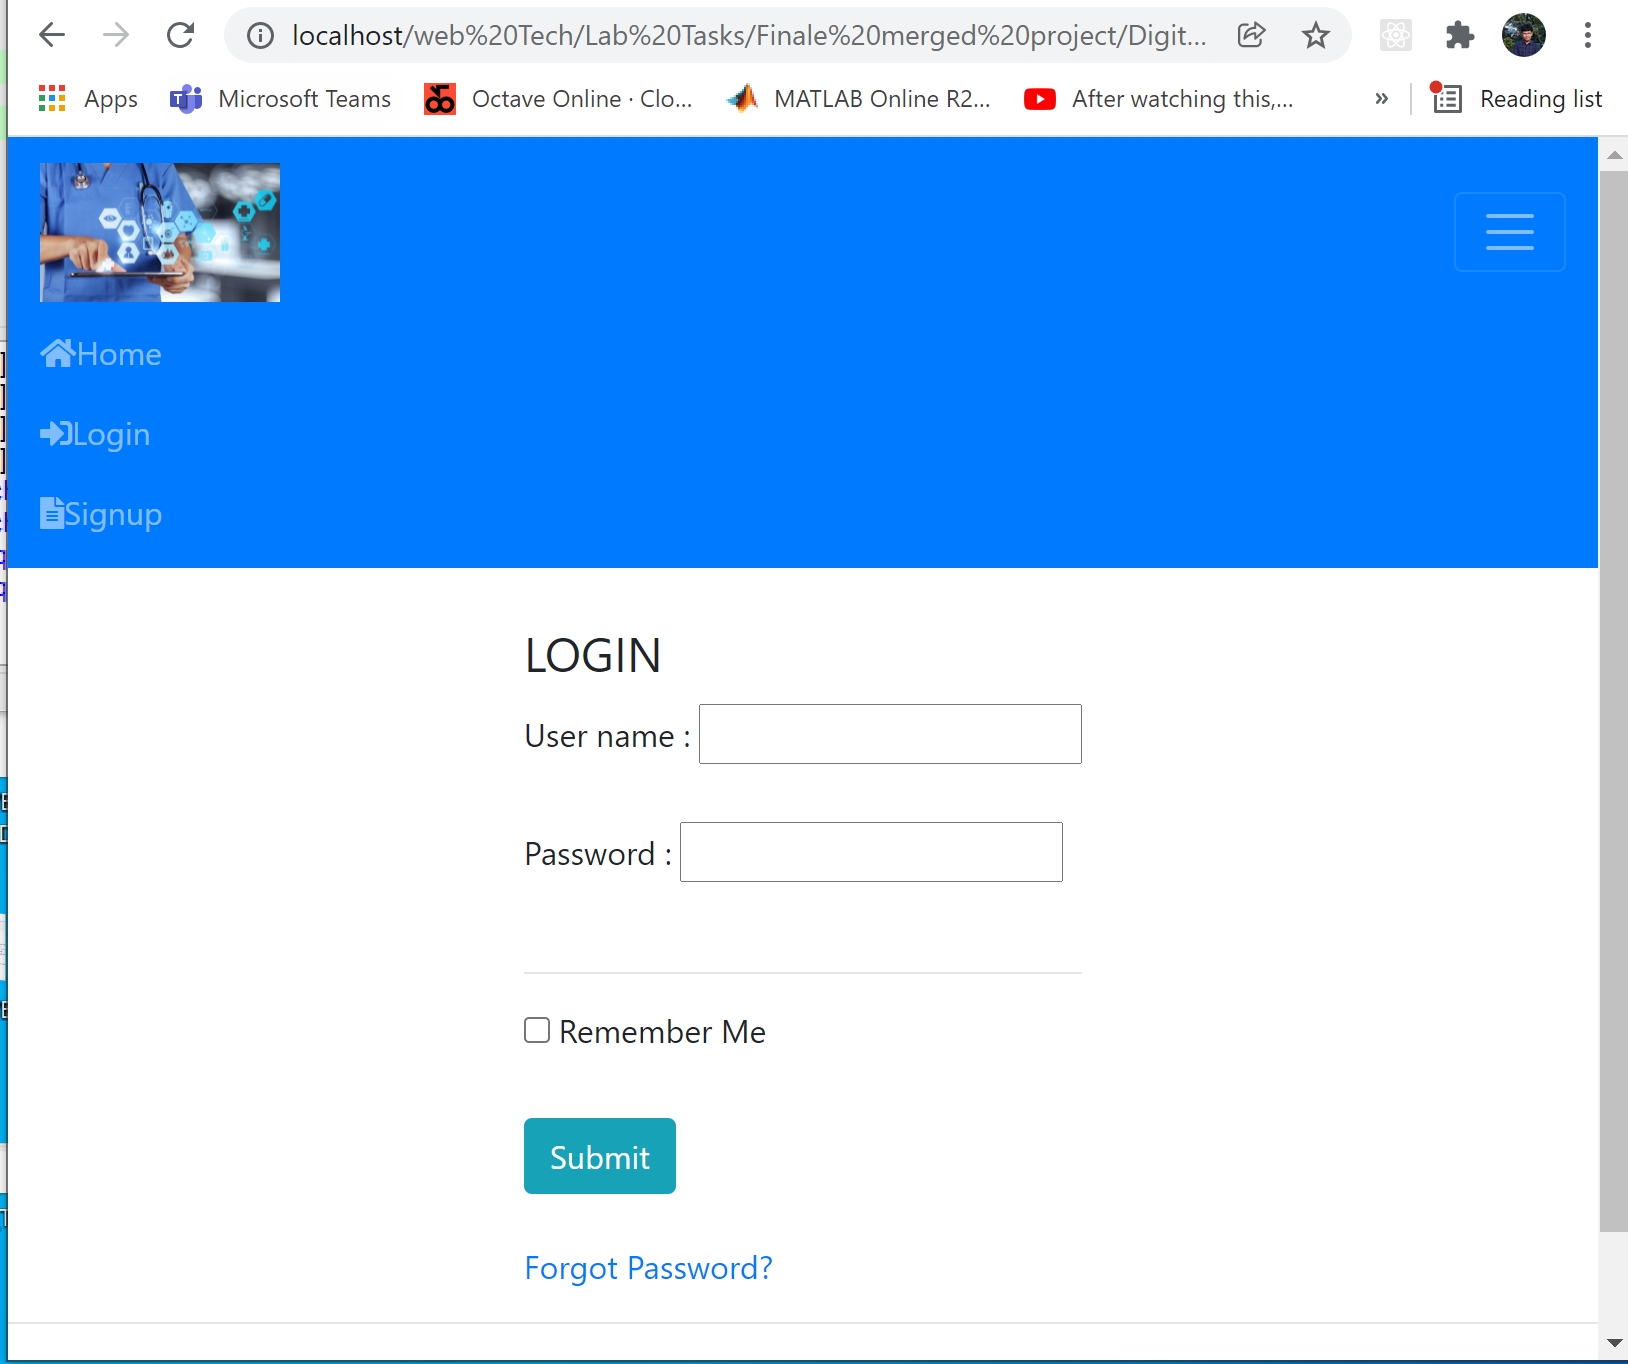 localhost/web%20Tech/Lab%20Tasks/Finale%20merged%20project/Digit...
Apps Microsoft Teams Octave Online · Clo... MATLAB Online R2... After watching this,... » Reading list
Home
Login
Signup
LOGIN
User name :
Password :
Remember Me
Submit
Forgot Password?